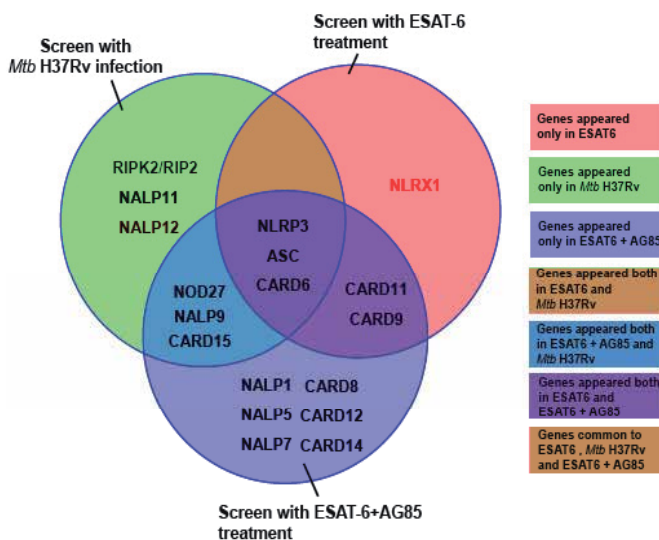 Screen with ESAT-6
treatment
Screen with
Mtb H37Rv infection
RIPK2/RIP2
NALP11
NALP12
NLRX1
NLRP3
ASC
CARD6
NOD27
NALP9
CARD15
CARD11
CARD9
NALP1 CARD8
NALP5 CARD12
NALP7 CARD14
Screen with ESAT-6+AG85
treatment
Genes appeared
only in ESAT6
Genes appeared
only in Mtb H37Rv
Genes appeared
only in ESAT6 + AG85
Genes appeared both
in ESAT6 and
Mtb H37Rv
Genes appeared both
in ESAT6 + AG85 and
Mtb H37Rv
Genes appeared both
in ESAT6 and
ESAT6 + AG85
Genes common to
ESAT6 , Mtb H37Rv
and ESAT6 + AG85